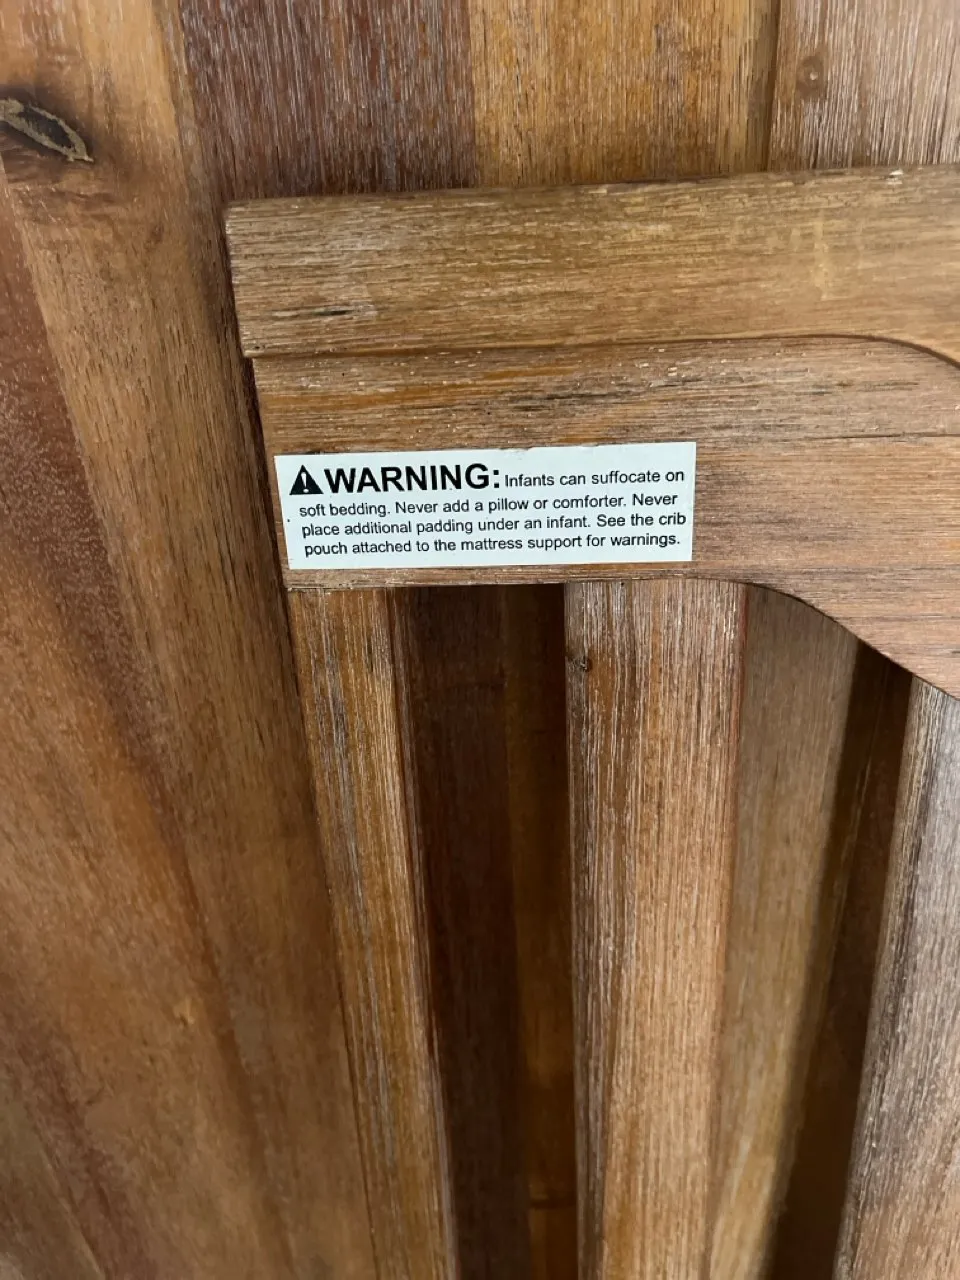 WARNING: Infants can suffocate on
soft bedding. Never add a pillow or comforter. Never
place additional padding under an infant. See the crib
pouch attached to the mattress support for warnings.